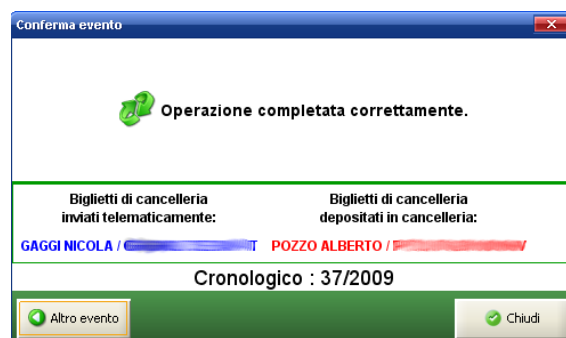 Conferma evento
Operazione completata correttamente.
Biglietti di cancelleria
inviati telematicamente:
Biglietti di cancelleria
depositati in cancelleria:
GAGGI NICOLA /
POZZO ALBERTO /
Cronologico : 37/2009
Altro evento
Chiudi